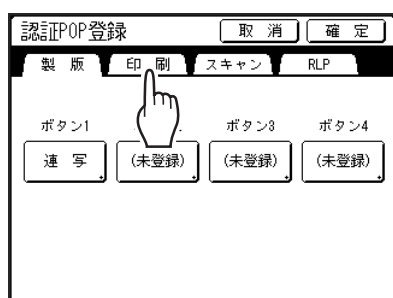 認証POP登録 取 消 確 定
製 版 印 刷 スキャン RLP
ボタン1 ボタン3 ボタン4
連 写 (未登録) (未登録) (未登録)